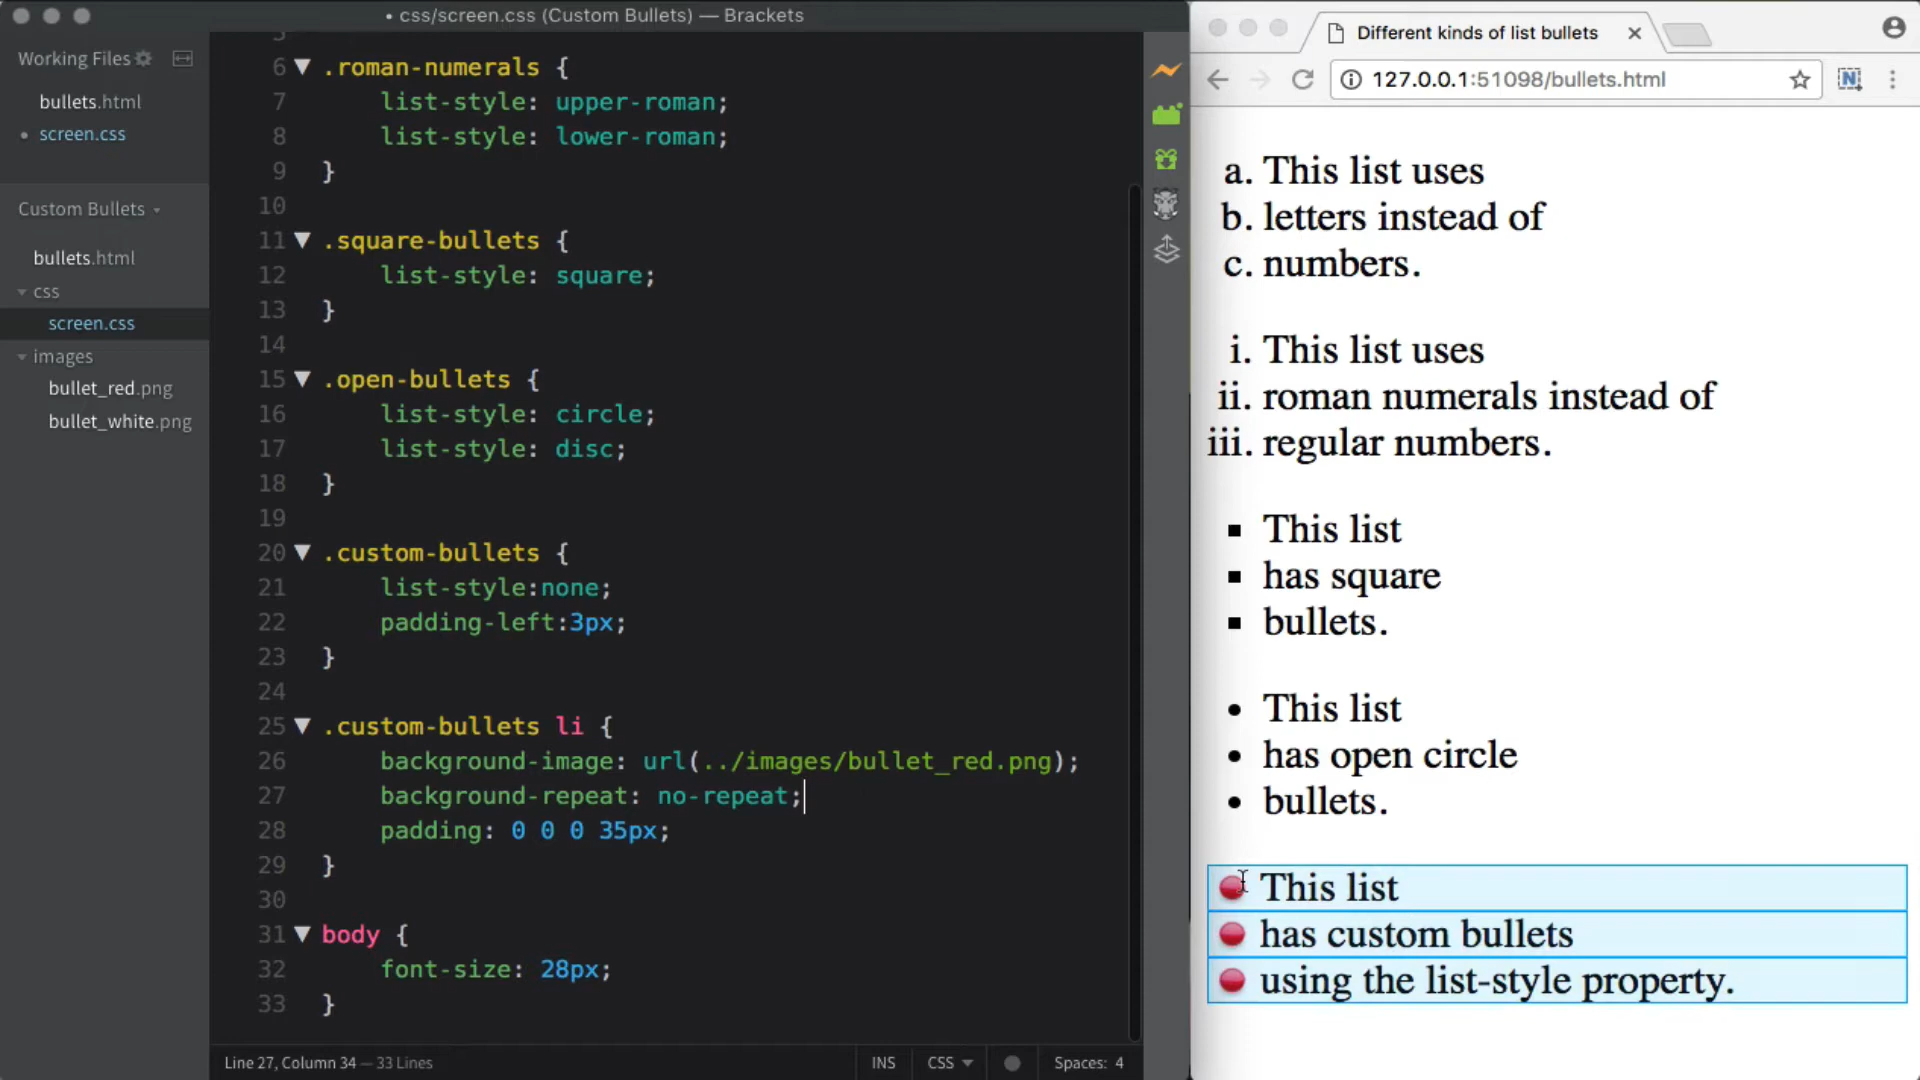 • css/screen.css (Custom Bullets) — Brackets
Working Files
bullets.html
• screen.css
Custom Bullets
bullets.html
css
screen.css
images
bullet_red.png
bullet_white.png
5
6 .roman-numerals {
7 list-style: upper-roman;
8 list-style: lower-roman;
9 }
10
11 .square-bullets {
12 list-style: square;
13 }
14
15 .open-bullets {
16 list-style: circle;
17 list-style: disc;
18 }
19
20 .custom-bullets {
21 list-style:none;
22 padding-left:3px;
23 }
24
25 .custom-bullets li {
26 background-image: url(../images/bullet_red.png);
27 background-repeat: no-repeat;
28 padding: 0 0 0 35px;
29 }
30
31 body {
32 font-size: 28px;
33 }
Line 27, Column 34 — 33 Lines
INS
CSS
Spaces: 4
Different kinds of list bullets
127.0.0.1:51098/bullets.html
N
a. This list uses
b. letters instead of
c. numbers.
i. This list uses
ii. roman numerals instead of
iii. regular numbers.
▪ This list
▪ has square
▪ bullets.
• This list
• has open circle
• bullets.
This list
has custom bullets
using the list-style property.